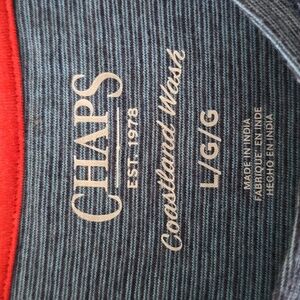 CHAPS
EST. 1978
Coastland Wash
L/G/G
MADE IN INDIA
FABRIQUÉ EN INDE
HECHO EN INDIA